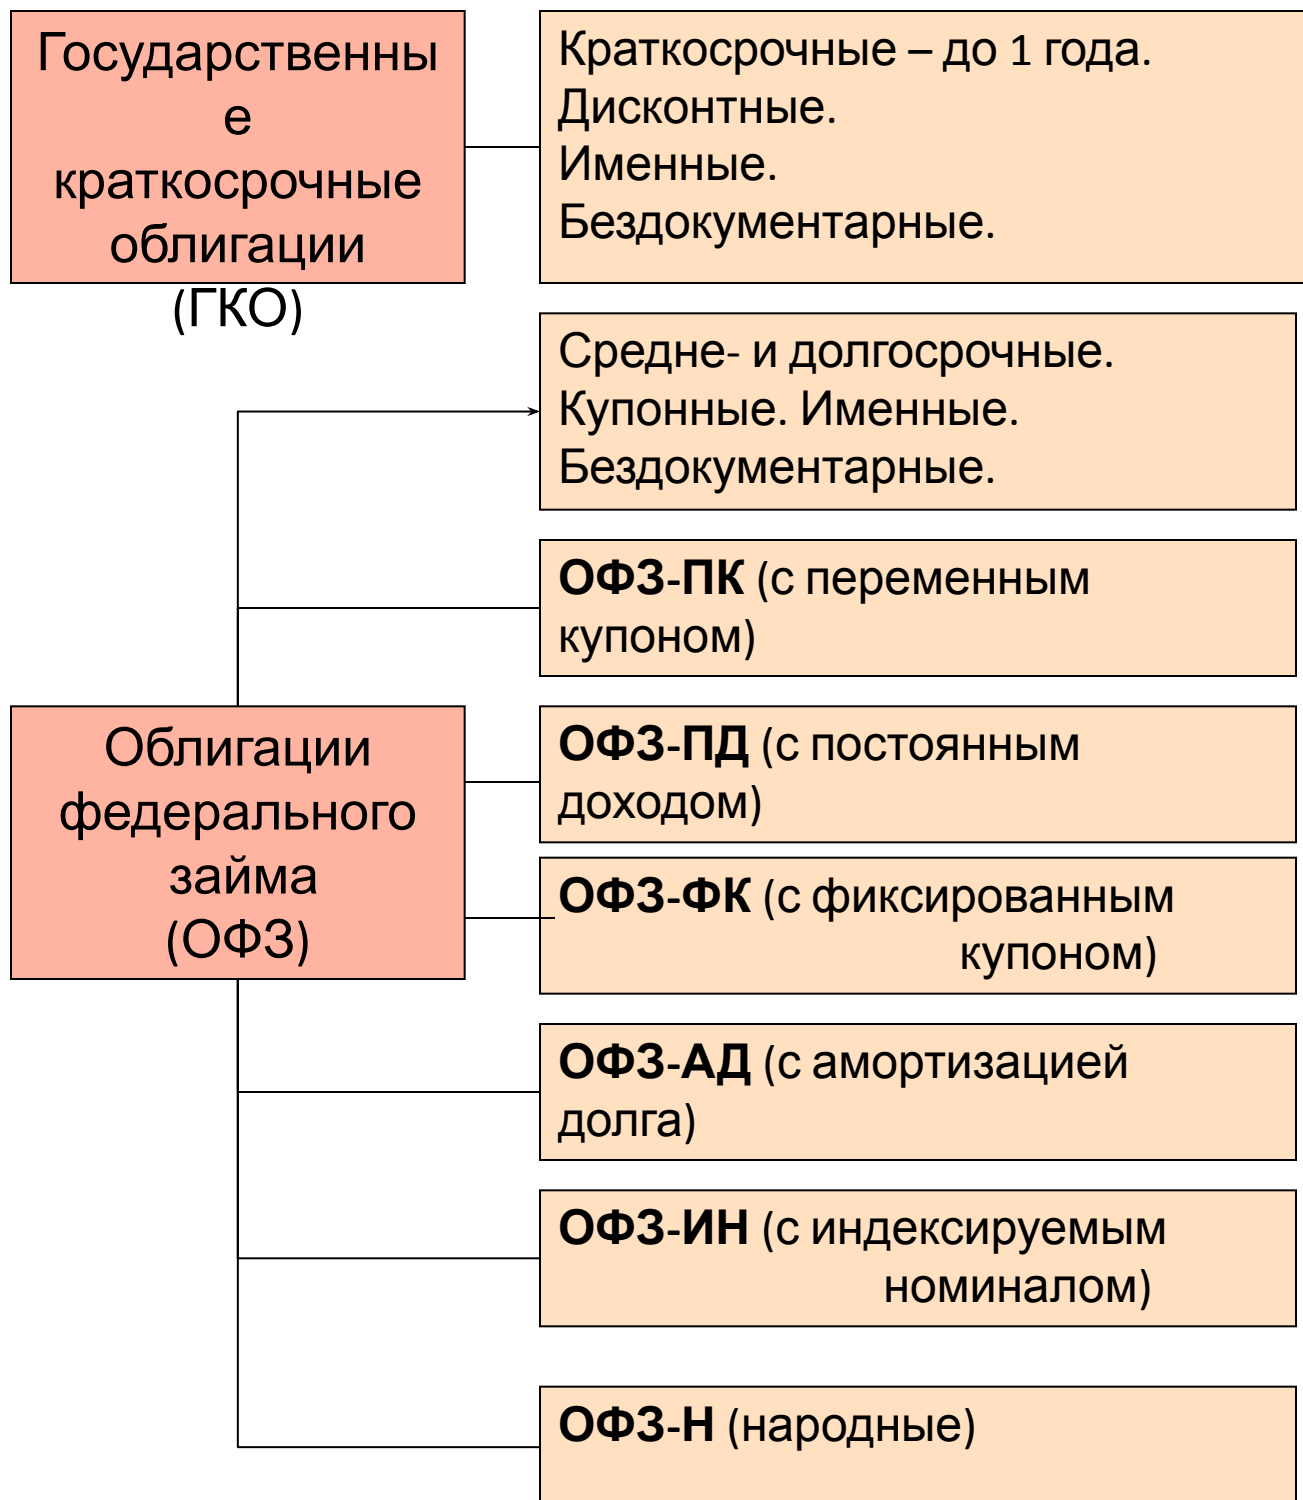 Государственны
е
краткосрочные
облигации
(ГКО)
Краткосрочные – до 1 года.
Дисконтные.
Именные.
Бездокументарные.
Средне- и долгосрочные.
Купонные. Именные.
Бездокументарные.
ОФЗ-ПК (с переменным
купоном)
Облигации
федерального
займа
(ОФЗ)
ОФЗ-ПД (с постоянным
доходом)
ОФЗ-ФК (с фиксированным
купоном)
ОФЗ-АД (с амортизацией
долга)
ОФЗ-ИН (с индексируемым
номиналом)
ОФЗ-Н (народные)